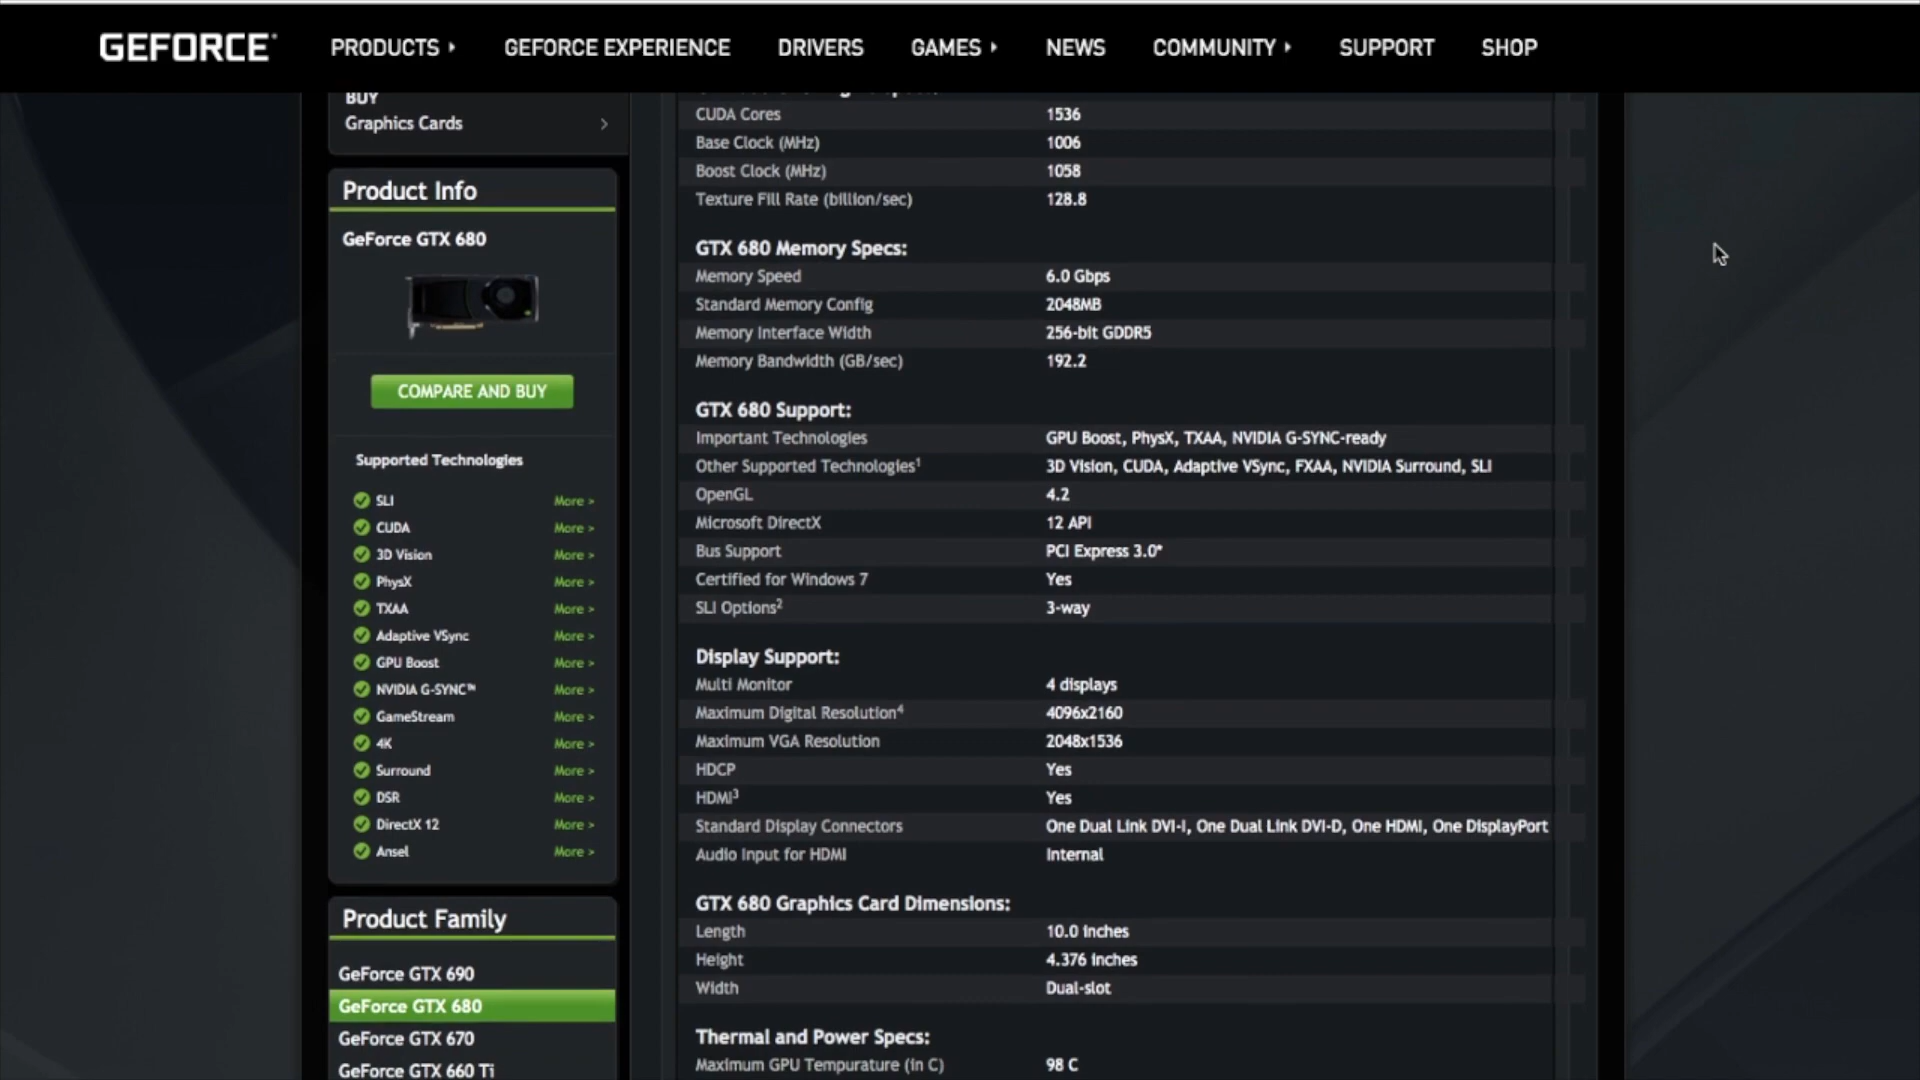 GEFORCE
PRODUCTS
GEFORCE EXPERIENCE
DRIVERS
GAMES
NEWS
COMMUNITY
SUPPORT
SHOP
BUY
Graphics Cards
Product Info
GeForce GTX 680
COMPARE AND BUY
Supported Technologies
SLI More >
CUDA More >
3D Vision More >
PhysX More >
TXAA More >
Adaptive VSync More >
GPU Boost More >
NVIDIA G-SYNC™ More >
GameStream More >
4K More >
Surround More >
DSR More >
DirectX 12 More >
Ansel More >
Product Family
GeForce GTX 690
GeForce GTX 680
GeForce GTX 670
GeForce GTX 660 Ti
CUDA Cores 1536
Base Clock (MHz) 1006
Boost Clock (MHz) 1058
Texture Fill Rate (billion/sec) 128.8
GTX 680 Memory Specs:
Memory Speed 6.0 Gbps
Standard Memory Config 2048MB
Memory Interface Width 256-bit GDDR5
Memory Bandwidth (GB/sec) 192.2
GTX 680 Support:
Important Technologies GPU Boost, PhysX, TXAA, NVIDIA G-SYNC-ready
Other Supported Technologies1 3D Vision, CUDA, Adaptive VSync, FXAA, NVIDIA Surround, SLI
OpenGL 4.2
Microsoft DirectX 12 API
Bus Support PCI Express 3.0*
Certified for Windows 7 Yes
SLI Options2 3-way
Display Support:
Multi Monitor 4 displays
Maximum Digital Resolution4 4096x2160
Maximum VGA Resolution 2048x1536
HDCP Yes
HDMI3 Yes
Standard Display Connectors One Dual Link DVI-I, One Dual Link DVI-D, One HDMI, One DisplayPort
Audio Input for HDMI Internal
GTX 680 Graphics Card Dimensions:
Length 10.0 inches
Height 4.376 inches
Width Dual-slot
Thermal and Power Specs:
Maximum GPU Tempurature (in C) 98 C